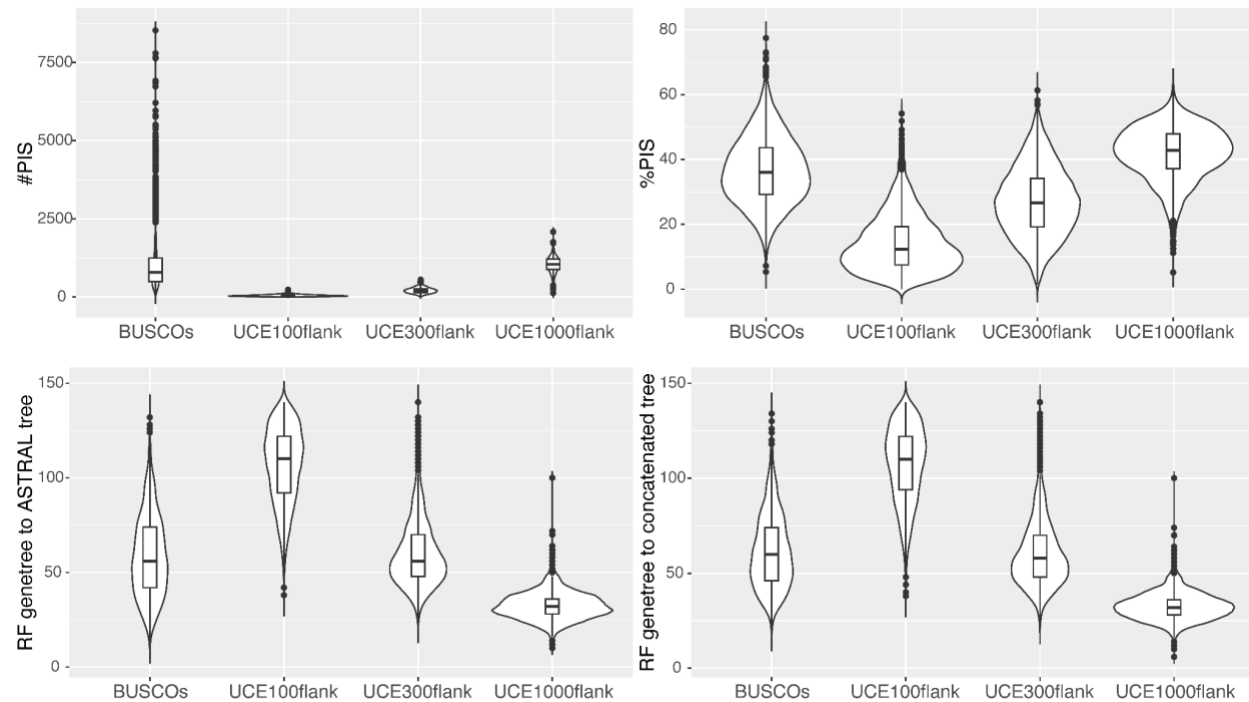 #PIS
7500
5000
2500
0
BUSCOs UCE100flank UCE300flank UCE1000flank
%PIS
80
60
40
20
0
BUSCOs UCE100flank UCE300flank UCE1000flank
RF genetree to ASTRAL tree
150
100
50
0
BUSCOs UCE100flank UCE300flank UCE1000flank
RF genetree to concatenated tree
150
100
50
0
BUSCOs UCE100flank UCE300flank UCE1000flank